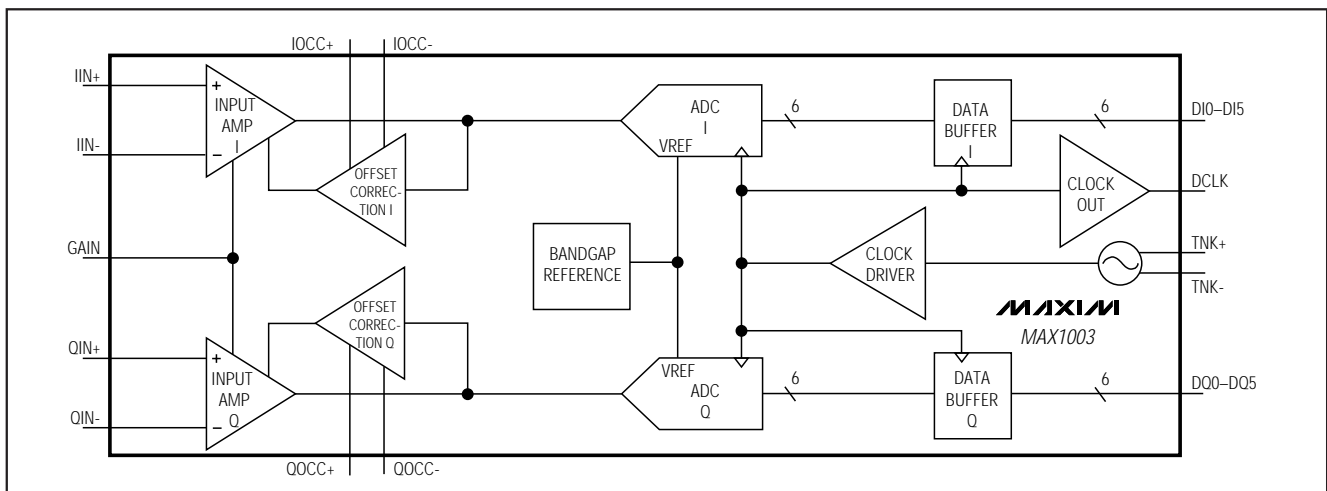 IOCC+
IOCC-
IIN+
IIN-
GAIN
QIN+
QIN-
+
INPUT
AMP
I
−
OFFSET
CORREC-
TION I
ADC
I
VREF
6
DATA
BUFFER
I
6
DI0–DI5
CLOCK
OUT
DCLK
BANDGAP
REFERENCE
CLOCK
DRIVER
TNK+
TNK-
MAXIM
MAX1003
OFFSET
CORREC-
TION Q
+
INPUT
AMP
Q
−
VREF
ADC
Q
6
DATA
BUFFER
Q
6
DQ0–DQ5
QOCC+
QOCC-